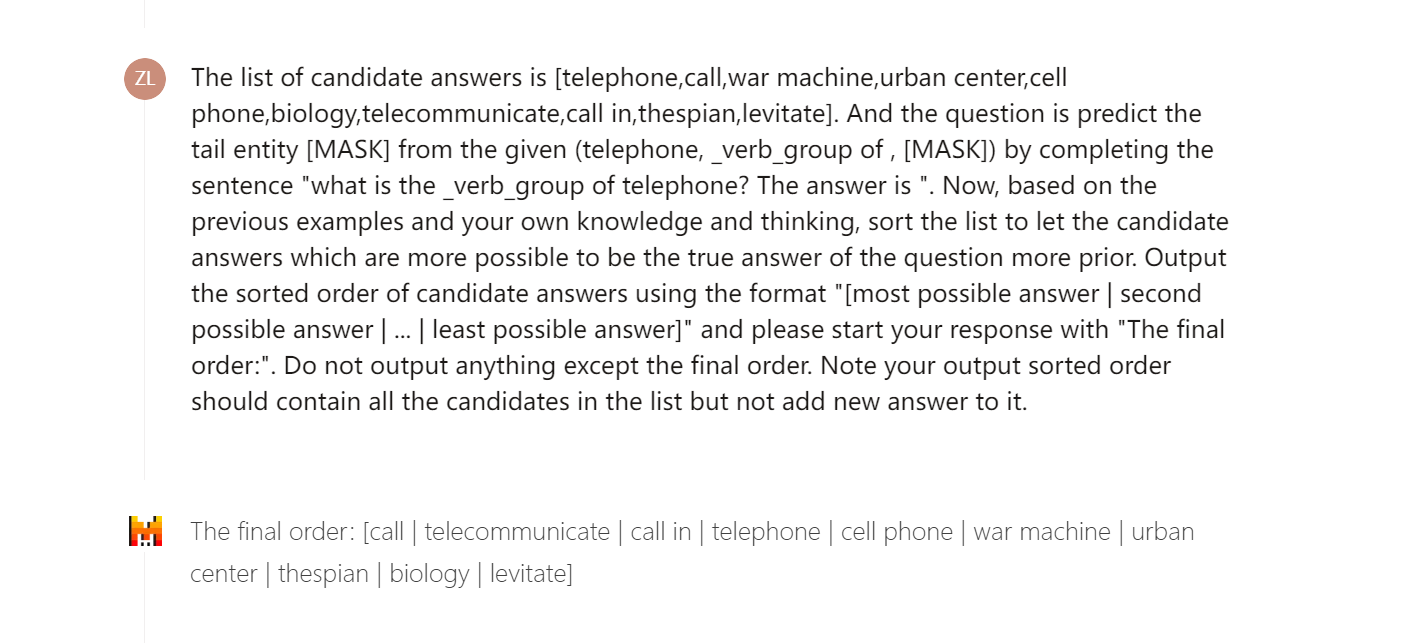 ZL
The list of candidate answers is [telephone,call,war machine,urban center,cell
phone,biology,telecommunicate,call in,thespian,levitate]. And the question is predict the
tail entity [MASK] from the given (telephone, _verb_group of , [MASK]) by completing the
sentence "what is the _verb_group of telephone? The answer is ". Now, based on the
previous examples and your own knowledge and thinking, sort the list to let the candidate
answers which are more possible to be the true answer of the question more prior. Output
the sorted order of candidate answers using the format "[most possible answer | second
possible answer | ... | least possible answer]" and please start your response with "The final
order:". Do not output anything except the final order. Note your output sorted order
should contain all the candidates in the list but not add new answer to it.
The final order: [call | telecommunicate | call in | telephone | cell phone | war machine | urban
center | thespian | biology | levitate]